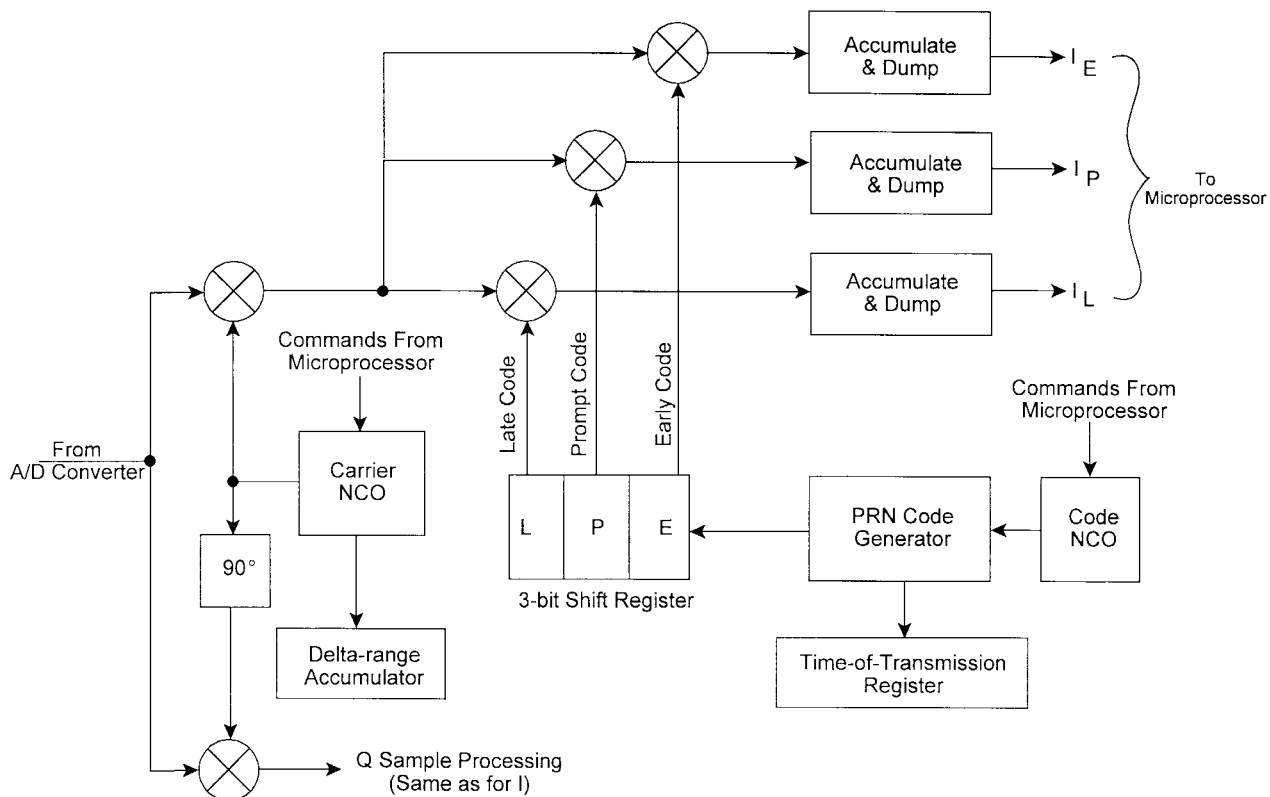 Accumulate
& Dump
I E
Accumulate
& Dump
I P
To
Microprocessor
Accumulate
& Dump
I L
Commands From
Microprocessor
Late Code
Prompt Code
Early Code
Commands From
Microprocessor
From
A/D Converter
Carrier
NCO
L P E
PRN Code
Generator
Code
NCO
90°
3-bit Shift Register
Delta-range
Accumulator
Time-of-Transmission
Register
Q Sample Processing
(Same as for I)